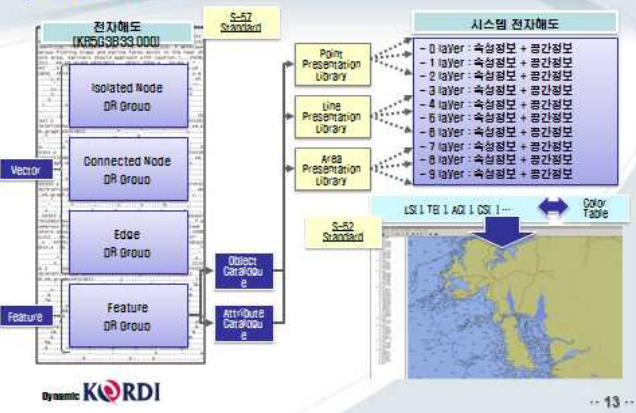 전자해도
(KR5G3B33.000)
S-57
Standard
Isolated Node
DR Group
Connected Node
DR Group
Edge
DR Group
Feature
DR Group
Vector
Feature
Object
Catalogu
e
Attribute
Catalogu
e
Point
Presentation
Library
Line
Presentation
Library
Area
Presentation
Library
시스템 전자해도
- 0 layer : 속성정보 + 공간정보
- 1 layer : 속성정보 + 공간정보
- 2 layer : 속성정보 + 공간정보
- 3 layer : 속성정보 + 공간정보
- 4 layer : 속성정보 + 공간정보
- 5 layer : 속성정보 + 공간정보
- 6 layer : 속성정보 + 공간정보
- 7 layer : 속성정보 + 공간정보
- 8 layer : 속성정보 + 공간정보
- 9 layer : 속성정보 + 공간정보
LS( ), TE( ), AC( ), CS( ) ···
Color
Table
S-52
Standard
Dynamic KORDI
·· 13 ··